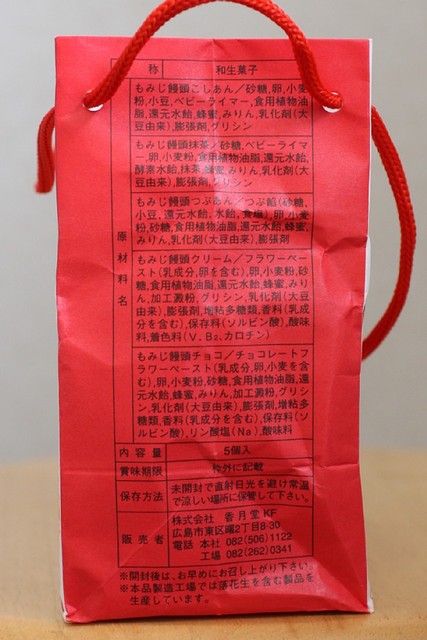 称 和生菓子
もみじ饅頭こしあん／砂糖,卵,小麦
粉,小豆,ベビーライマー,食用植物油
脂,還元水飴,蜂蜜,みりん,乳化剤(大
豆由来),膨張剤,グリシン
もみじ饅頭抹茶／砂糖,ベビーライマ
ー,卵,小麦粉,食用植物油脂,還元水飴,
酵素水飴,抹茶,蜂蜜,みりん,乳化剤(大
豆由来),膨張剤,グリシン
もみじ饅頭つぶあん／つぶ餡(砂糖,
小豆,還元水飴,水飴,食塩),卵,小麦
粉,砂糖,食用植物油脂,還元水飴,蜂蜜,
みりん,乳化剤(大豆由来),膨張剤
原材料名
もみじ饅頭クリーム／フラワーペー
スト(乳成分,卵を含む),卵,小麦粉,砂
糖,食用植物油脂,還元水飴,蜂蜜,みり
ん,加工澱粉,グリシン,乳化剤(大豆
由来),膨張剤,増粘多糖類,香料(乳成
分を含む),保存料(ソルビン酸),酸味
料,着色料(V.B₂,カロチン)
もみじ饅頭チョコ／チョコレートフ
ラワーペースト(乳成分,卵,小麦を含
む),卵,小麦粉,砂糖,食用植物油脂,還
元水飴,蜂蜜,みりん,加工澱粉,グリシ
ン,乳化剤(大豆由来),膨張剤,増粘多
糖類,香料(乳成分を含む),保存料(ソ
ルビン酸),リン酸塩(Na),酸味料
内容量 5個入
賞味期限 枠外に記載
保存方法 未開封で直射日光を避け常温
で涼しい場所に保管して下さい。
販売者 株式会社 香月堂KF
広島市東区曙2丁目8-30
電話 本社 082(506)1122
工場 082(262)0341
※開封後は、お早めにお召し上がり下さい。
※本品製造工場では落花生を含む製品を
生産しています。